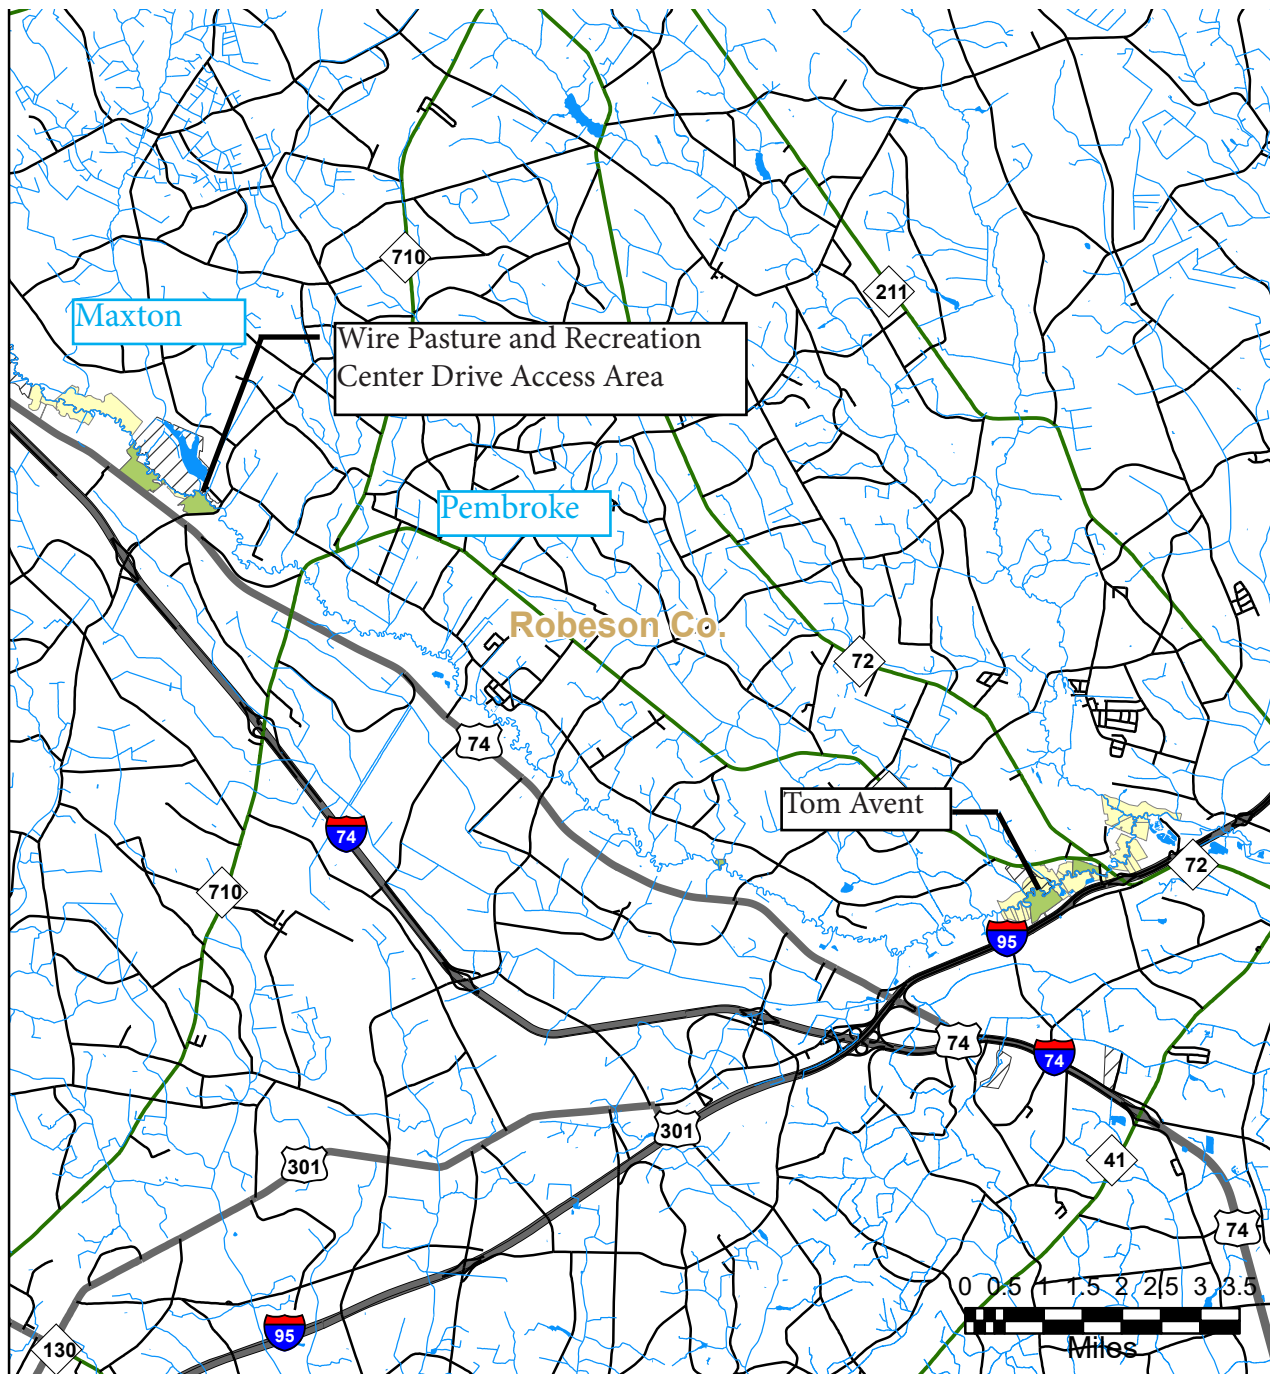 710
211
Maxton
Wire Pasture and Recreation
Center Drive Access Area
Pembroke
Robeson Co.
72
74
Tom Avent
74
72
710
95
74
74
301
301
41
74
0 0.5 1 1.5 2 2.5 3 3.5
Miles
95
130